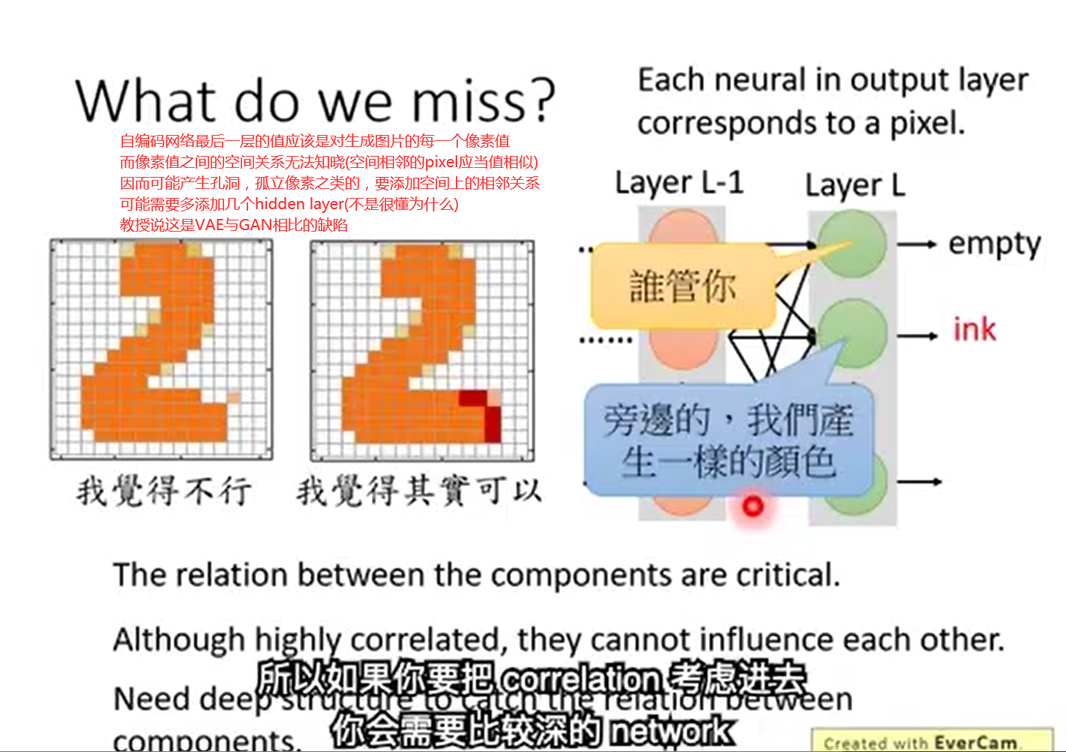 What do we miss?
自编码网络最后一层的值应该是对生成图片的每一个像素值
而像素值之间的空间关系无法知晓(空间相邻的pixel应当值相似)
因而可能产生孔洞，孤立像素之类的，要添加空间上的相邻关系
可能需要多添加几个hidden layer(不是很懂为什么)
教授说这是VAE与GAN相比的缺陷
Each neural in output layer
corresponds to a pixel.
Layer L-1
Layer L
empty
誰管你
ink
旁邊的，我們產
生一樣的顏色
我覺得不行
我覺得其實可以
The relation between the components are critical.
Although highly correlated, they cannot influence each other.
所以如果你要把 correlation 考慮進去
Need deep structure to catch the relation between
你会需要比较深的 network
components.
Created with EverCam.